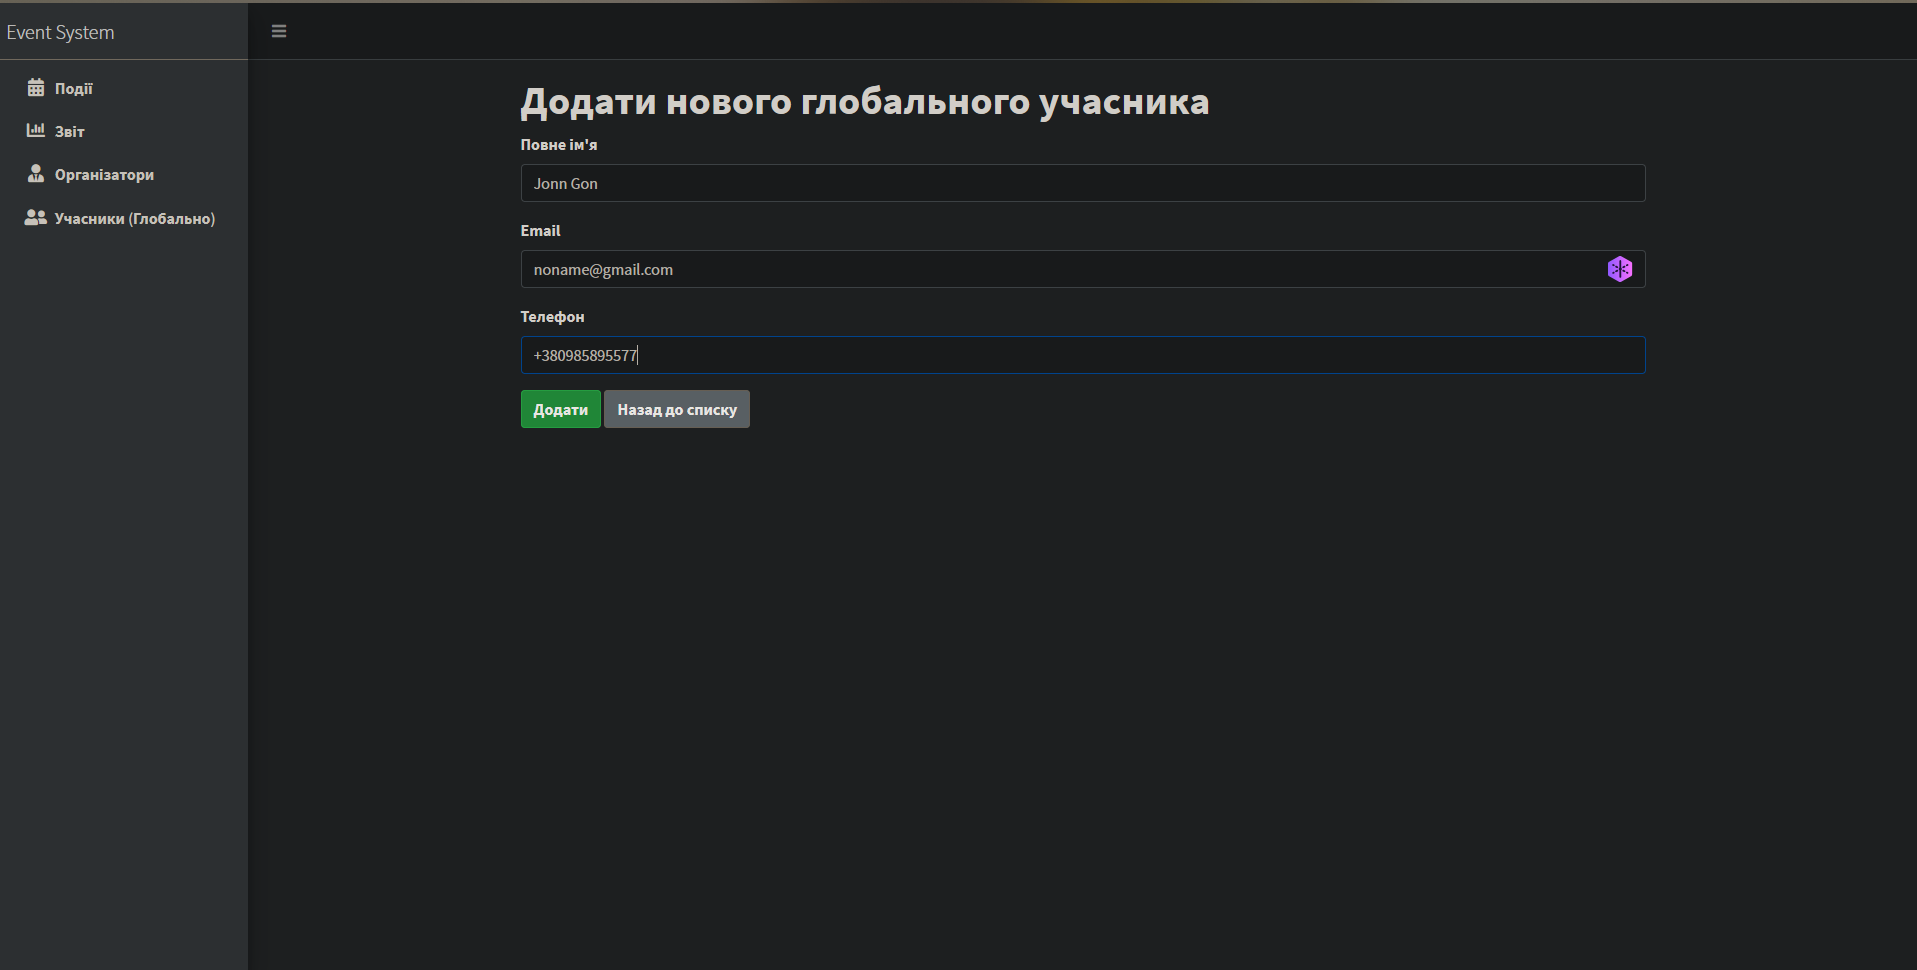 Event System
Події
Звіт
Організатори
Учасники (Глобально)
Додати нового глобального учасника
Повне ім'я
Jonn Gon
Email
noname@gmail.com
Телефон
+380985895577
Додати Назад до списку